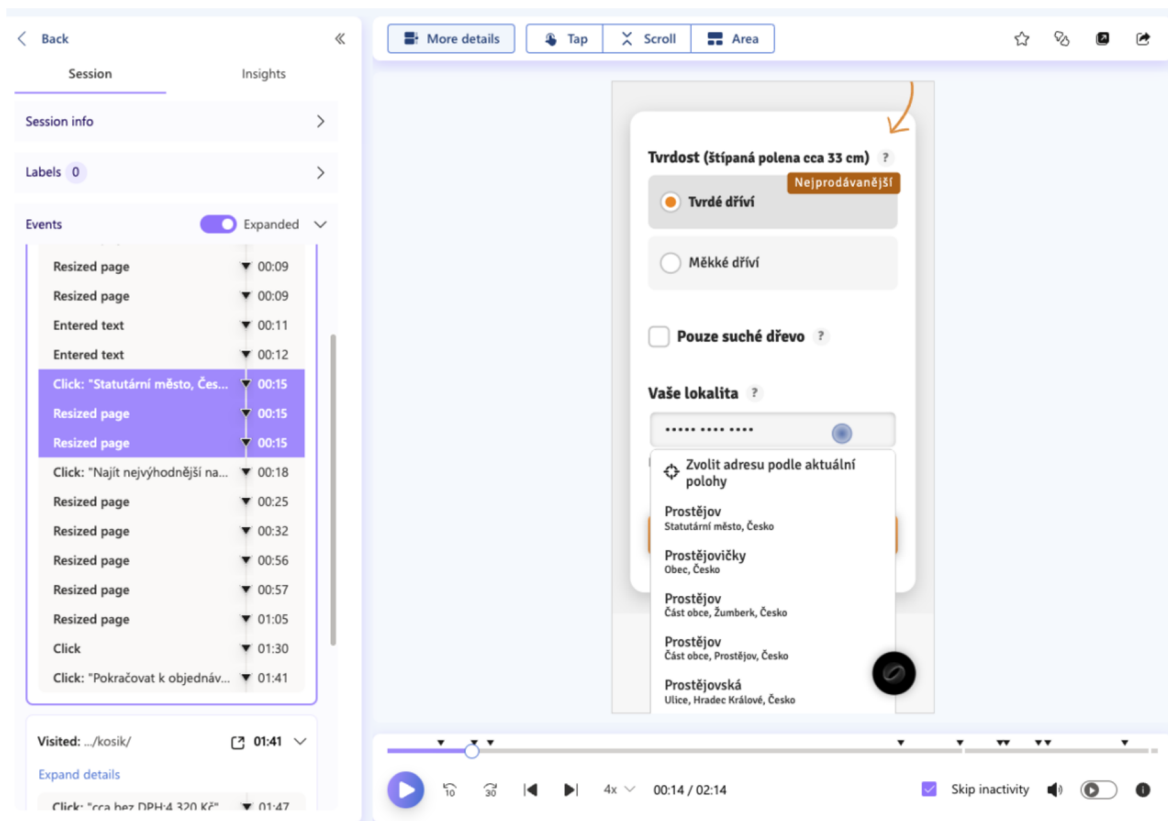 Back
Session
Insights
Session info
Labels 0
Events
Expanded
Resized page 00:09
Resized page 00:09
Entered text 00:11
Entered text 00:12
Click: "Statutární město, Čes... 00:15
Resized page 00:15
Resized page 00:15
Click: "Najít nejvýhodnější na... 00:18
Resized page 00:25
Resized page 00:32
Resized page 00:56
Resized page 00:57
Resized page 01:05
Click 01:30
Click: "Pokračovat k objednáv... 01:41
Visited: .../kosik/ 01:41
Expand details
Click: "cca bez DPH:4 320 Kč" 01:47
More details
Tap
Scroll
Area
Tvrdost (štípaná polena cca 33 cm) ?
Nejprodávanější
Tvrdé dříví
Měkké dříví
Pouze suché dřevo ?
Vaše lokalita ?
••••• •••• ••••
Zvolit adresu podle aktuální
polohy
Prostějov
Statutární město, Česko
Prostějovičky
Obec, Česko
Prostějov
Část obce, Žumberk, Česko
Prostějov
Část obce, Prostějov, Česko
Prostějovská
Ulice, Hradec Králové, Česko
10
30
4x
00:14 / 02:14
Skip inactivity